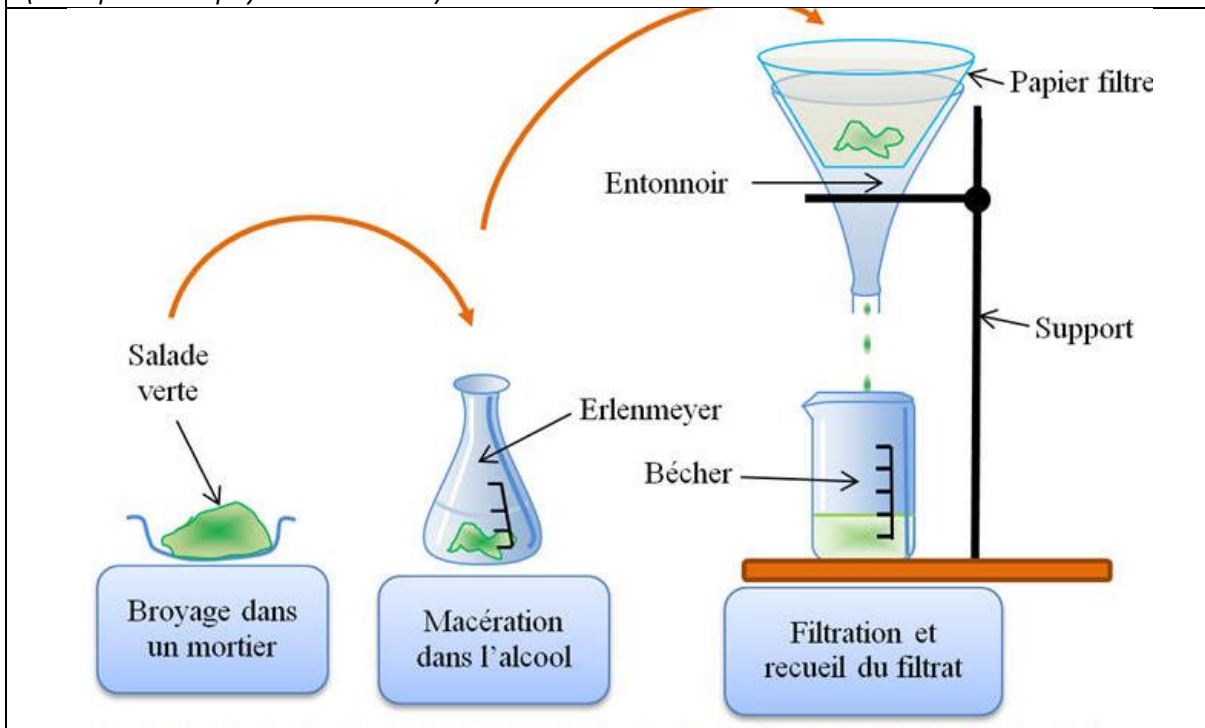 Papier filtre
Entonnoir
Support
Salade
verte
Erlenmeyer
Bécher
Broyage dans
un mortier
Macération
dans l'alcool
Filtration et
recueil du filtrat